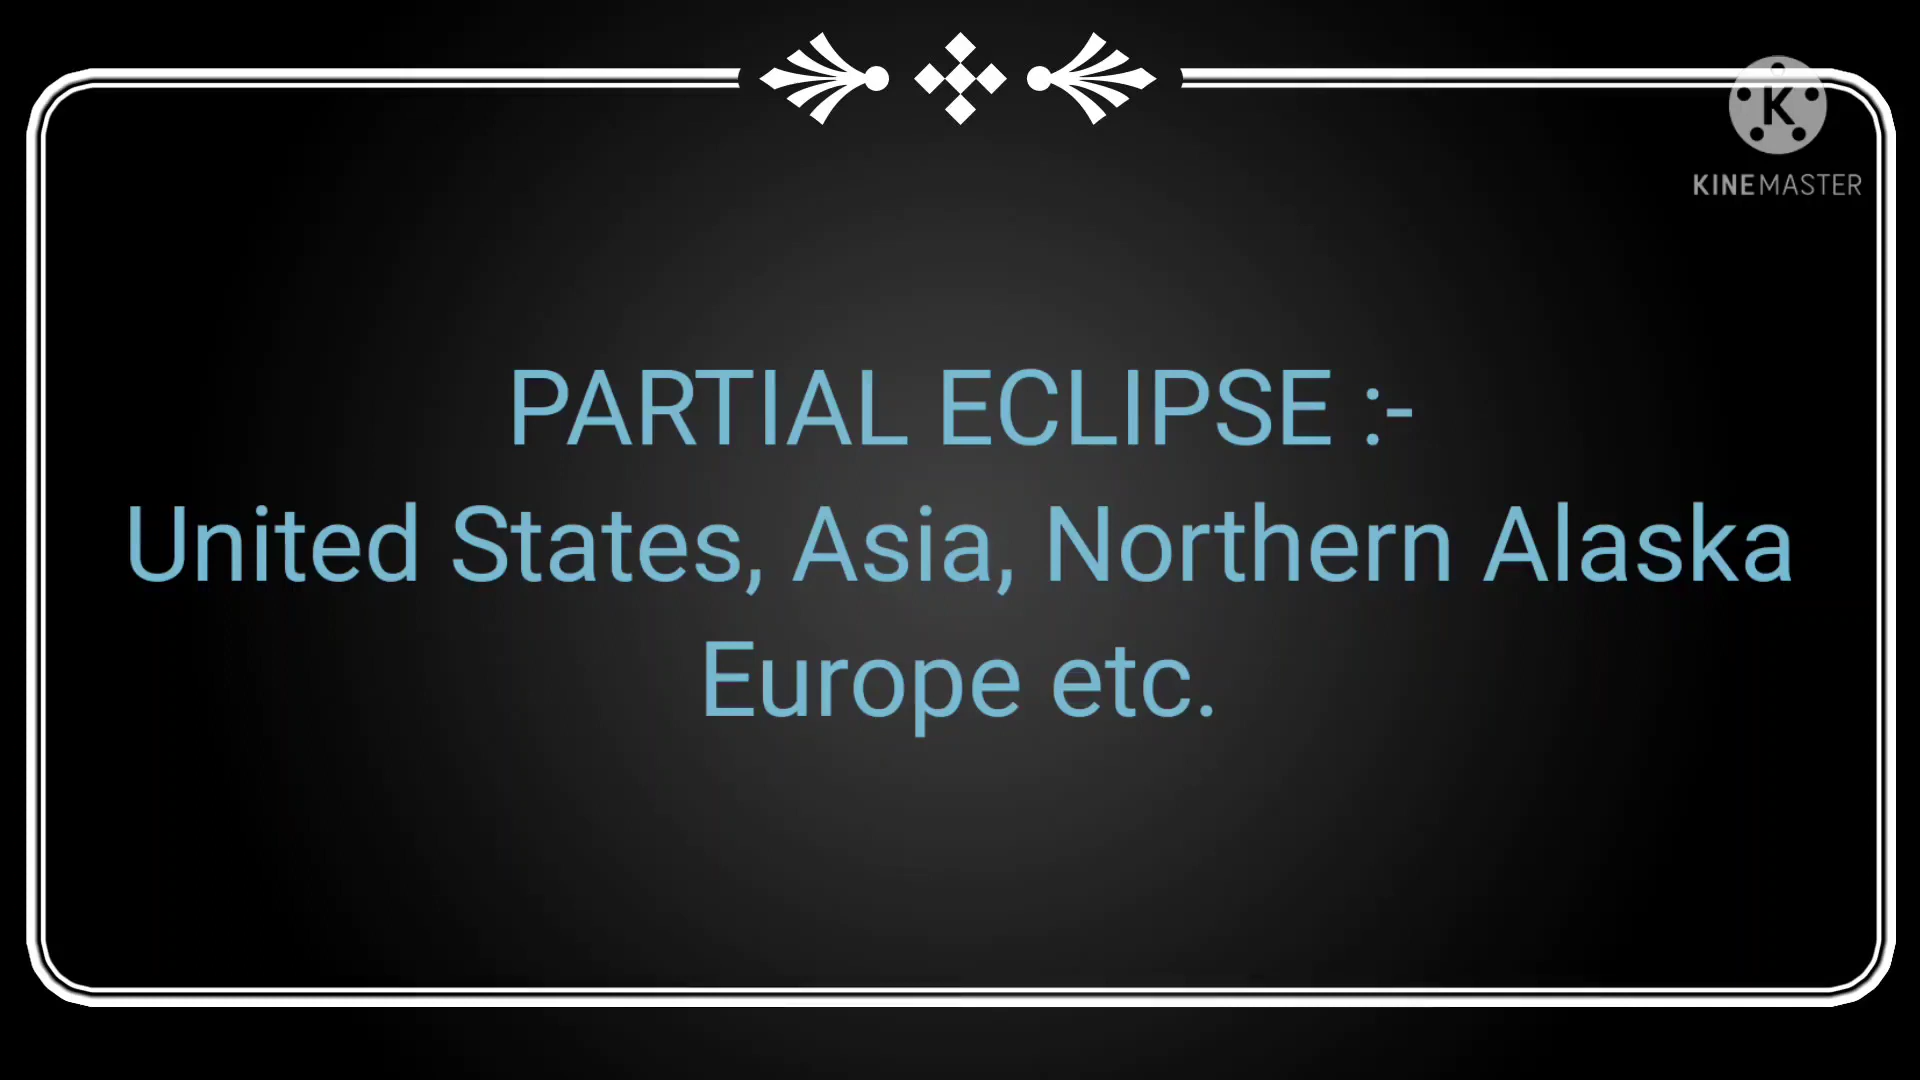 K
KINEMASTER
PARTIAL ECLIPSE :-
United States, Asia, Northern Alaska
Europe etc.